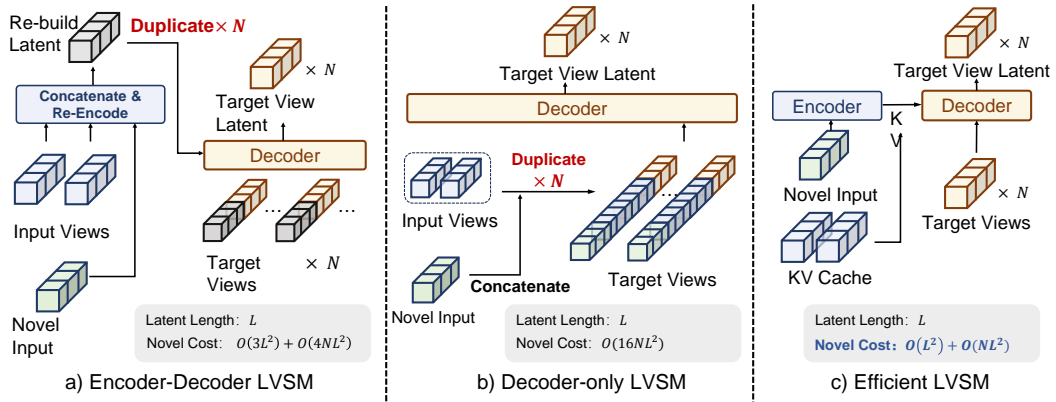 Re-build
Latent
Duplicate× N
× N
Concatenate &
Re-Encode
Target View
Latent
Decoder
Input Views
...
...
Target
Views
× N
Novel
Input
Latent Length: L
Novel Cost: O(3L²) + O(4NL²)
a) Encoder-Decoder LVSM
× N
Target View Latent
Decoder
Duplicate
× N
Input Views
...
Concatenate
Novel Input
Target Views
Latent Length: L
Novel Cost: O(16NL²)
b) Decoder-only LVSM
× N
Target View Latent
Encoder
K
V
Decoder
Novel Input
× N
Target Views
KV Cache
Latent Length: L
Novel Cost: O(L²) + O(NL²)
c) Efficient LVSM